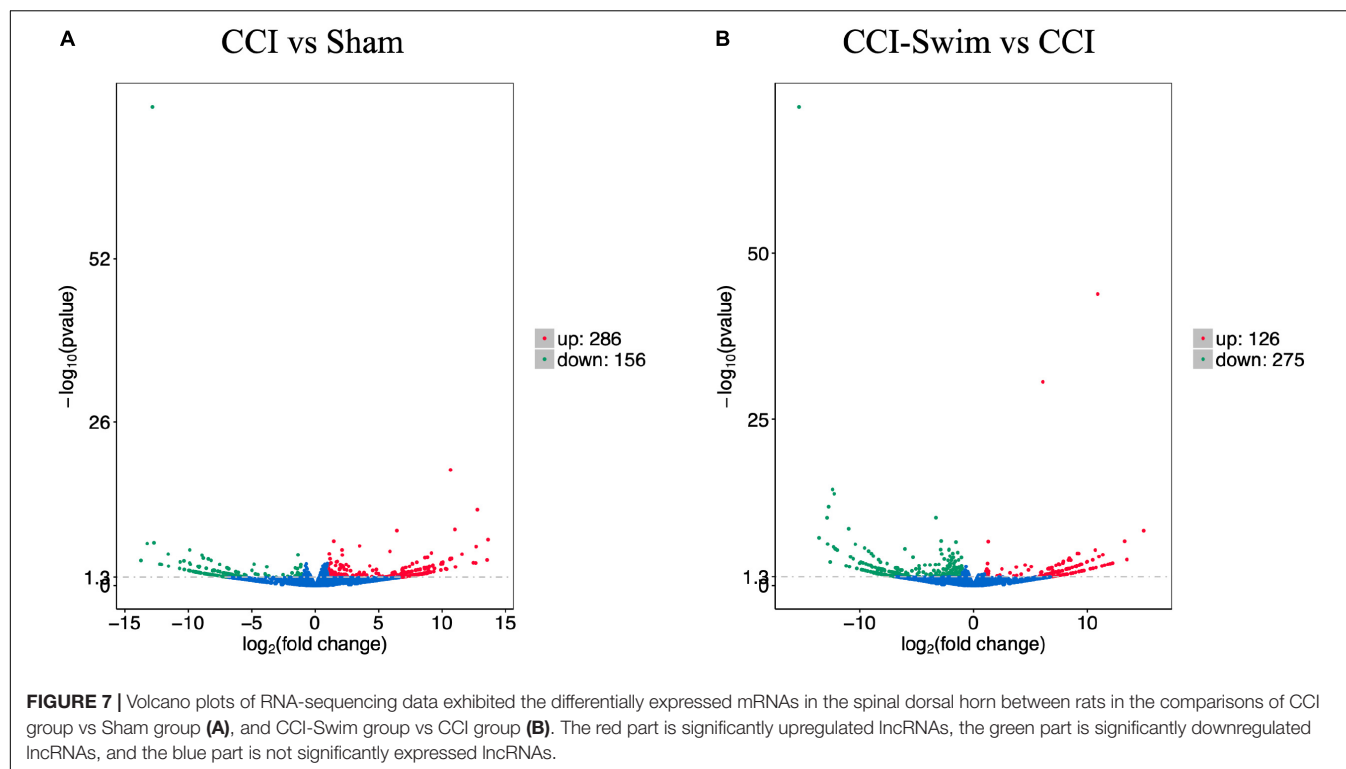 A
CCI vs Sham
52
26
1.3
0
−log10(pvalue)
−15 −10 −5 0 5 10 15
log2(fold change)
up: 286
down: 156
B
CCI-Swim vs CCI
50
25
1.3
0
−log10(pvalue)
−10 0 10
log2(fold change)
up: 126
down: 275
FIGURE 7 | Volcano plots of RNA-sequencing data exhibited the differentially expressed mRNAs in the spinal dorsal horn between rats in the comparisons of CCI
group vs Sham group (A), and CCI-Swim group vs CCI group (B). The red part is significantly upregulated lncRNAs, the green part is significantly downregulated
lncRNAs, and the blue part is not significantly expressed lncRNAs.